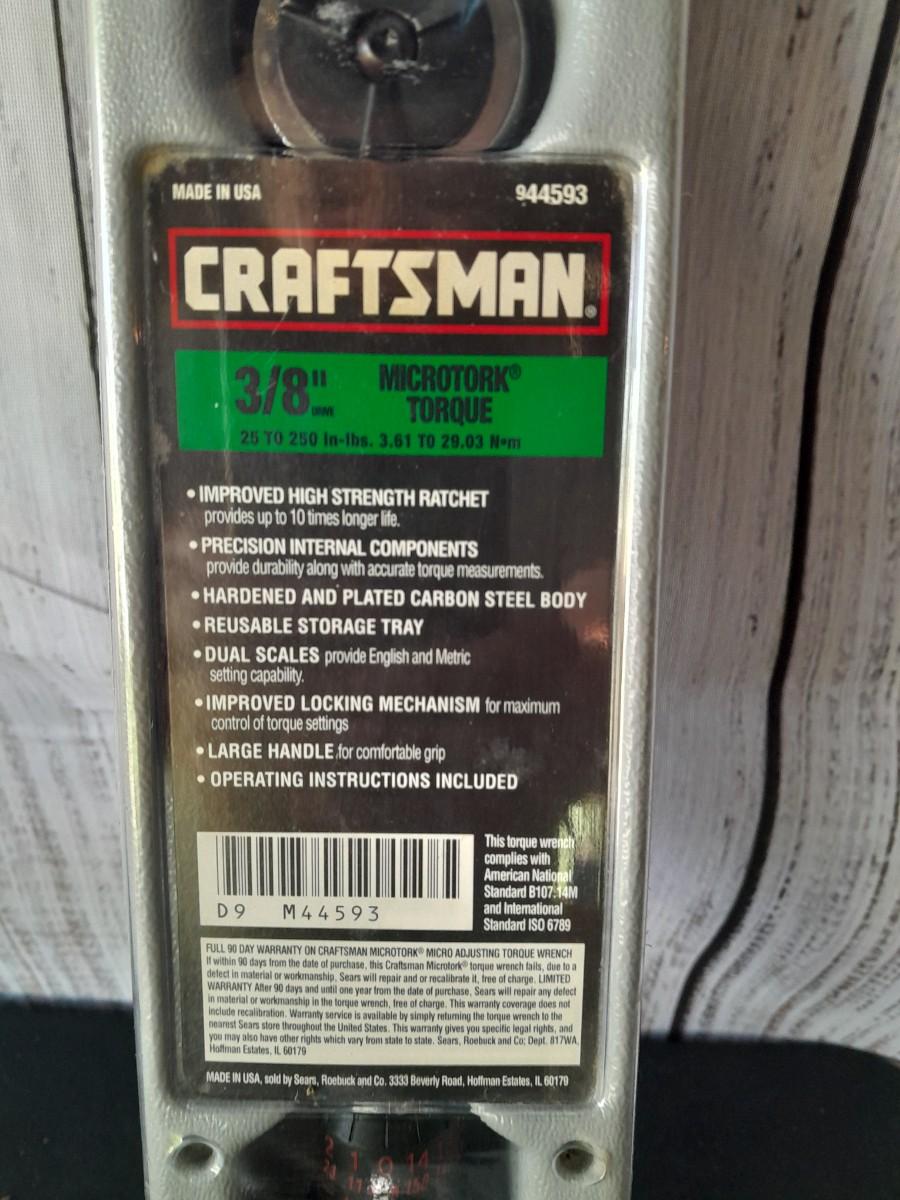 MADE IN USA 944593
CRAFTSMAN®
3/8" DRIVE MICROTORK®
TORQUE
25 TO 250 in-lbs. 3.61 TO 29.03 N•m
• IMPROVED HIGH STRENGTH RATCHET
provides up to 10 times longer life.
• PRECISION INTERNAL COMPONENTS
provide durability along with accurate torque measurements.
• HARDENED AND PLATED CARBON STEEL BODY
• REUSABLE STORAGE TRAY
• DUAL SCALES provide English and Metric
setting capability.
• IMPROVED LOCKING MECHANISM for maximum
control of torque settings
• LARGE HANDLE for comfortable grip
• OPERATING INSTRUCTIONS INCLUDED
D9 M44593
This torque wrench
complies with
American National
Standard B107.14M
and International
Standard ISO 6789
FULL 90 DAY WARRANTY ON CRAFTSMAN MICROTORK® MICRO ADJUSTING TORQUE WRENCH
If within 90 days from the date of purchase, this Craftsman Microtork® torque wrench fails, due to a
defect in material or workmanship, Sears will repair and or recalibrate it, free of charge. LIMITED
WARRANTY After 90 days and until one year from the date of purchase, Sears will repair any defect
in material or workmanship in the torque wrench, free of charge. This warranty coverage does not
include recalibration. Warranty service is available by simply returning the torque wrench to the
nearest Sears store throughout the United States. This warranty gives you specific legal rights, and
you may also have other rights which vary from state to state. Sears, Roebuck and Co; Dept. 817WA,
Hoffman Estates, IL 60179
MADE IN USA, sold by Sears, Roebuck and Co. 3333 Beverly Road, Hoffman Estates, IL 60179
1 0 14